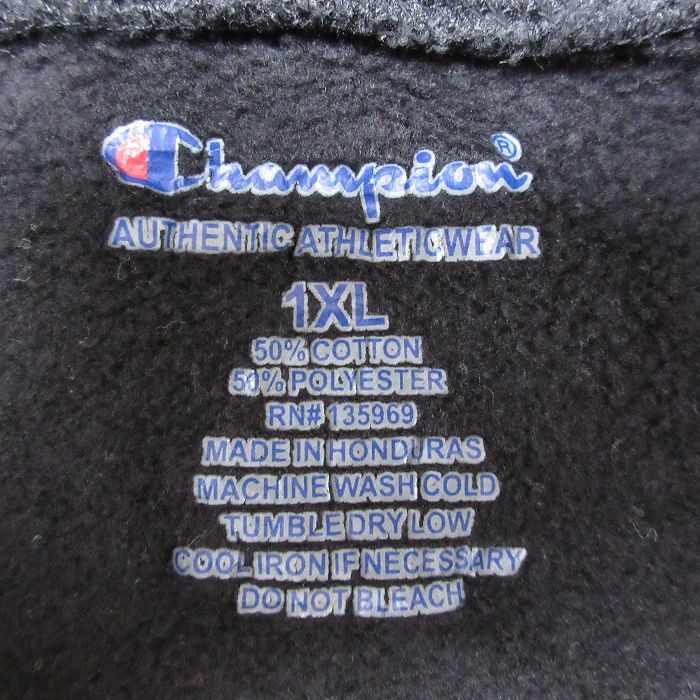 Champion®
AUTHENTIC ATHLETICWEAR
1XL
50% COTTON
50% POLYESTER
RN# 135969
MADE IN HONDURAS
MACHINE WASH COLD
TUMBLE DRY LOW
COOL IRON IF NECESSARY
DO NOT BLEACH